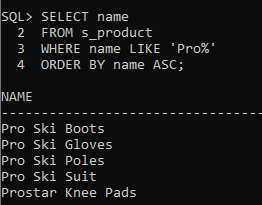 SQL> SELECT name
  2  FROM s_product
  3  WHERE name LIKE 'Pro%'
  4  ORDER BY name ASC;
NAME
--------------------------------
Pro Ski Boots
Pro Ski Gloves
Pro Ski Poles
Pro Ski Suit
Prostar Knee Pads